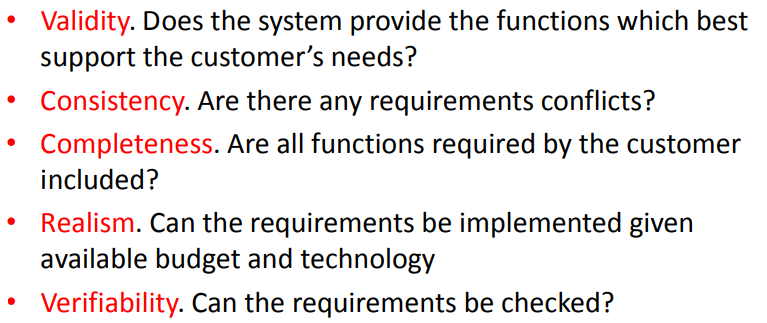 • Validity. Does the system provide the functions which best
support the customer’s needs?
• Consistency. Are there any requirements conflicts?
• Completeness. Are all functions required by the customer
included?
• Realism. Can the requirements be implemented given
available budget and technology
• Verifiability. Can the requirements be checked?